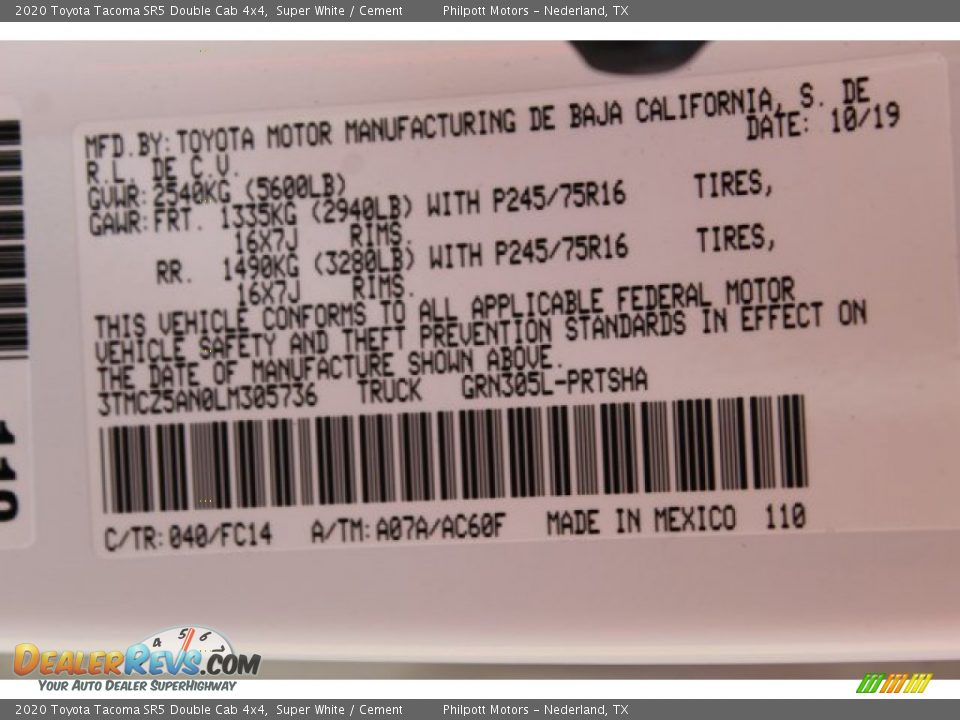 2020 Toyota Tacoma SR5 Double Cab 4x4, Super White / Cement Philpott Motors - Nederland, TX
MFD.BY:TOYOTA MOTOR MANUFACTURING DE BAJA CALIFORNIA, S. DE
R.L. DE C.V. DATE: 10/19
GVWR:2540KG (5600LB)
GAWR:FRT. 1335KG (2940LB) WITH P245/75R16 TIRES,
16X7J RIMS.
RR. 1490KG (3280LB) WITH P245/75R16 TIRES,
16X7J RIMS.
THIS VEHICLE CONFORMS TO ALL APPLICABLE FEDERAL MOTOR
VEHICLE SAFETY AND THEFT PREVENTION STANDARDS IN EFFECT ON
THE DATE OF MANUFACTURE SHOWN ABOVE.
3TMCZ5AN0LM305736 TRUCK GRN305L-PRTSHA
C/TR:040/FC14 A/TM:A07A/AC60F MADE IN MEXICO 110
110
4 5 6
DEALERREVS.COM
YOUR AUTO DEALER SUPERHIGHWAY
2020 Toyota Tacoma SR5 Double Cab 4x4, Super White / Cement Philpott Motors - Nederland, TX